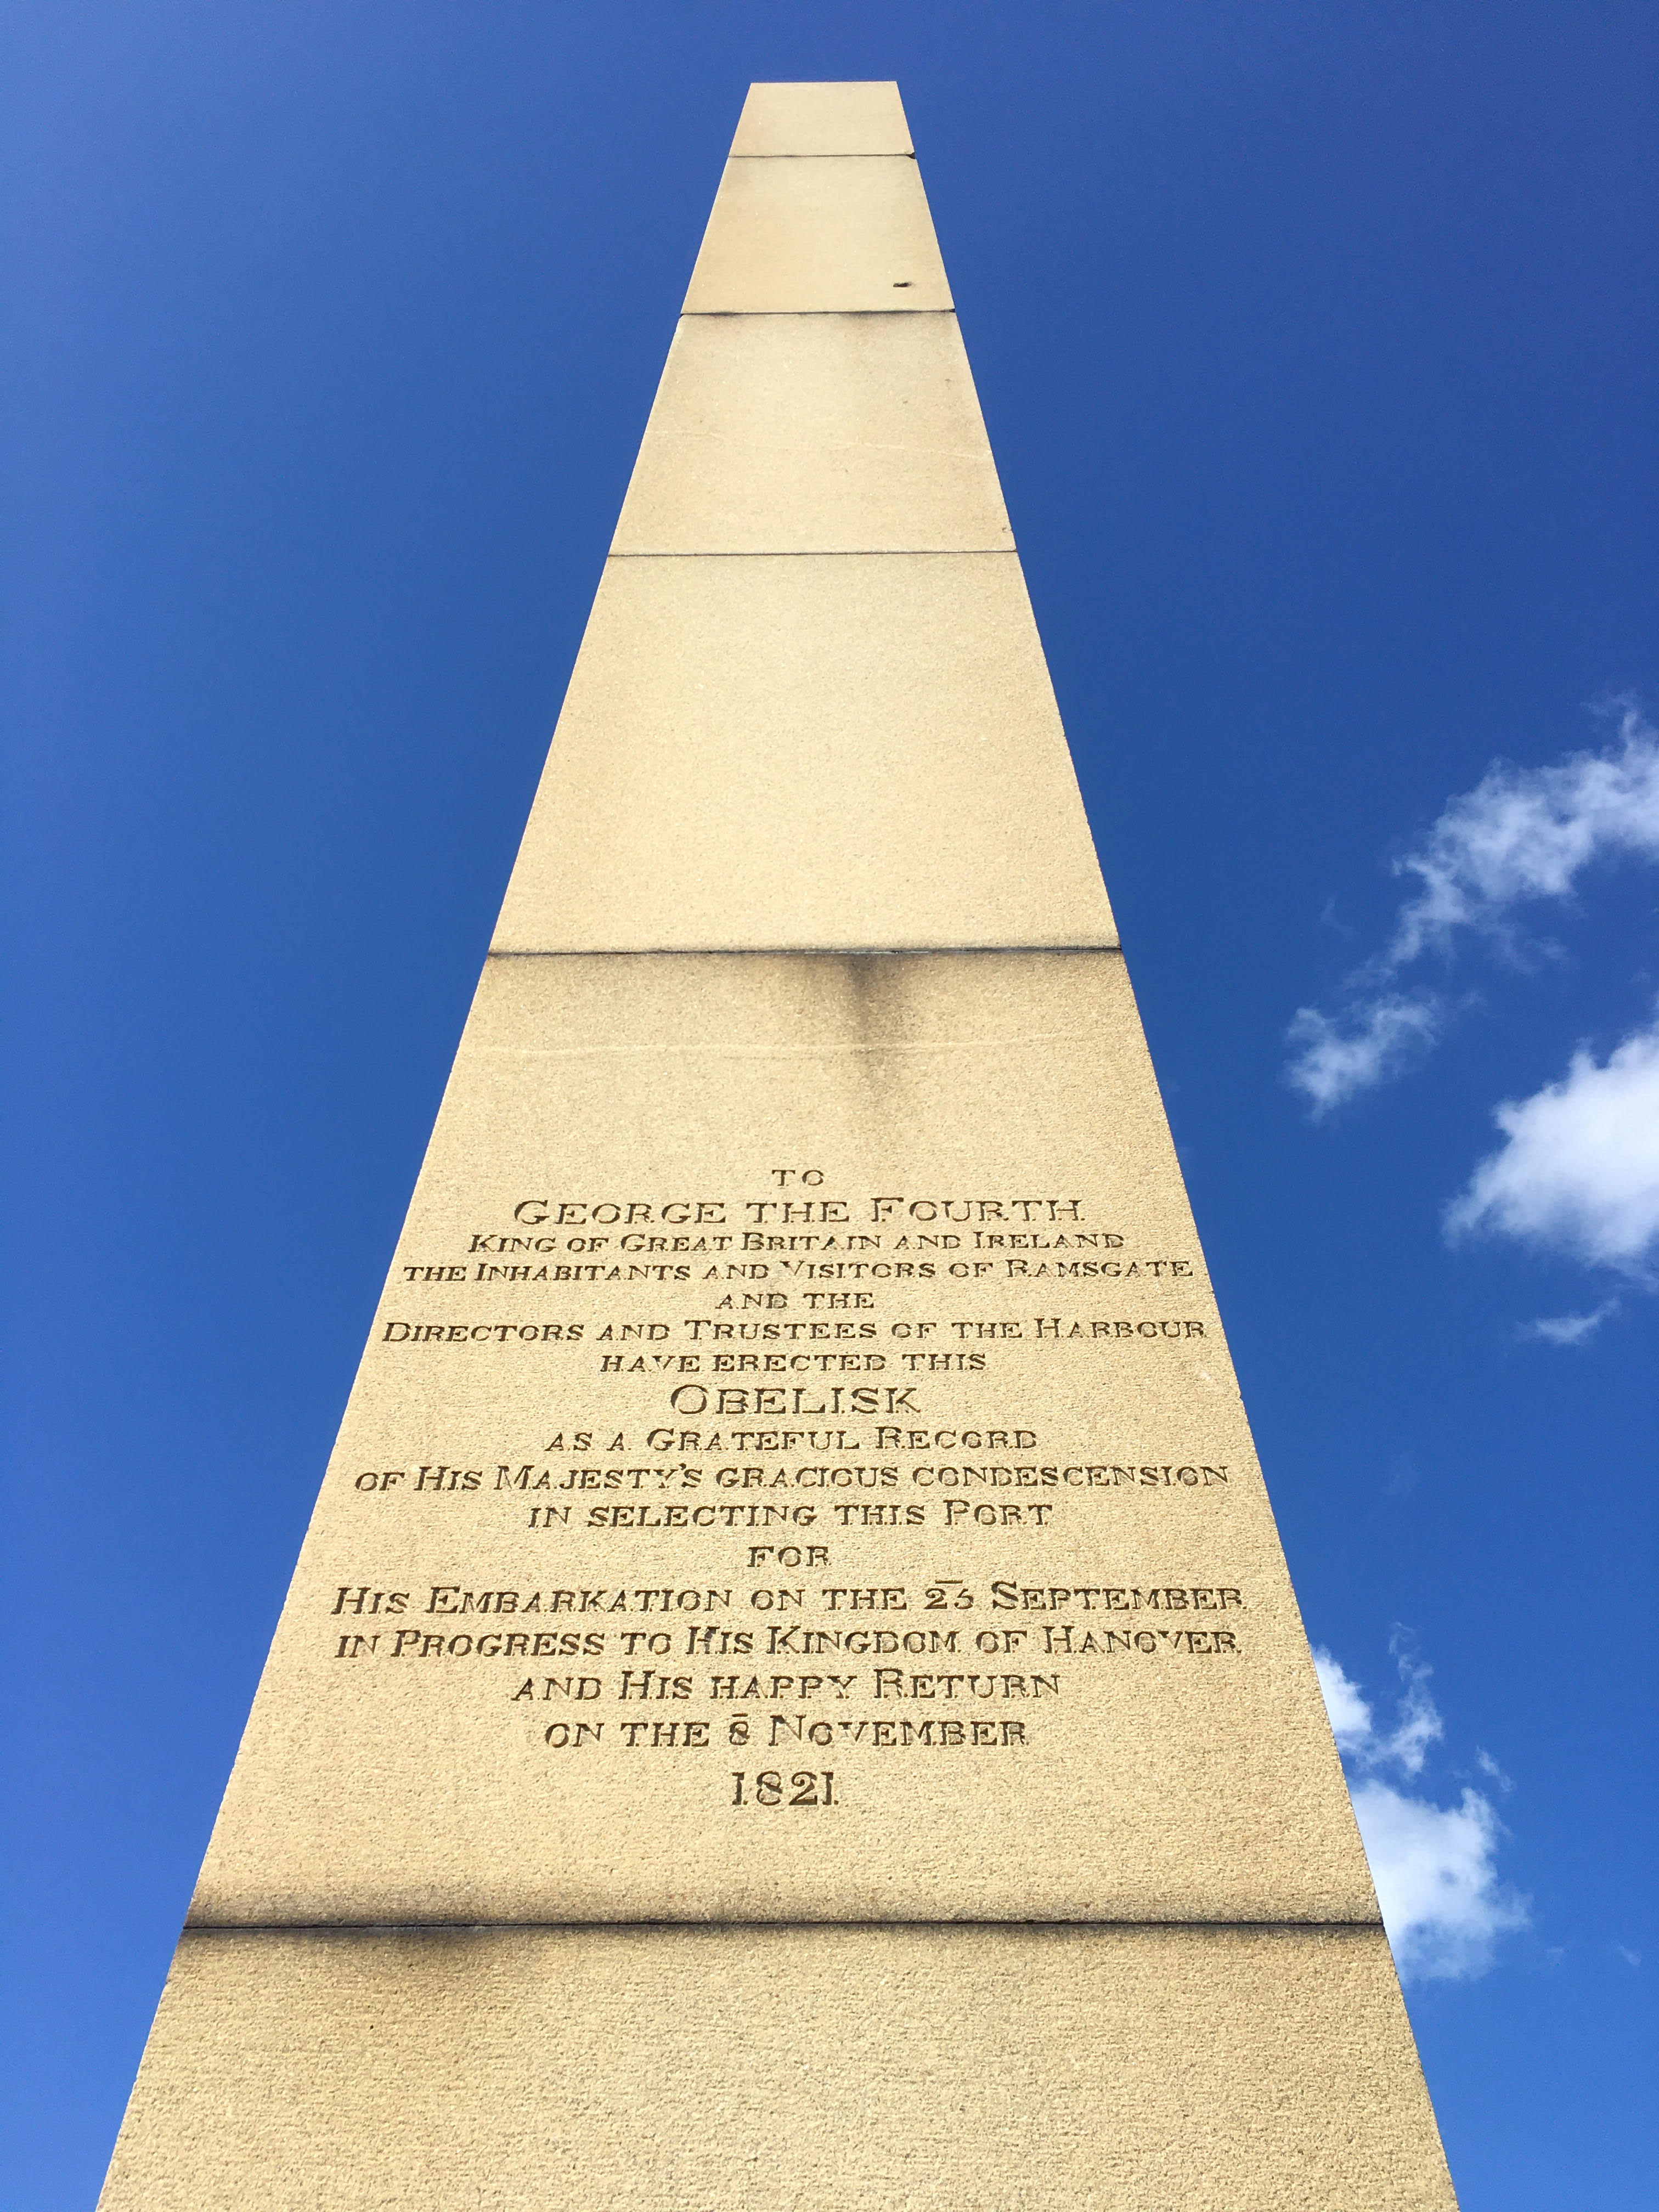 TO
GEORGE THE FOURTH
KING OF GREAT BRITAIN AND IRELAND
THE INHABITANTS AND VISITORS OF RAMSGATE
AND THE
DIRECTORS AND TRUSTEES OF THE HARBOUR
HAVE ERECTED THIS
OBELISK
AS A GRATEFUL RECORD
OF HIS MAJESTY'S GRACIOUS CONDESCENSION
IN SELECTING THIS PORT
FOR
HIS EMBARKATION ON THE 25 SEPTEMBER
IN PROGRESS TO HIS KINGDOM OF HANOVER
AND HIS HAPPY RETURN
ON THE 8 NOVEMBER
1821